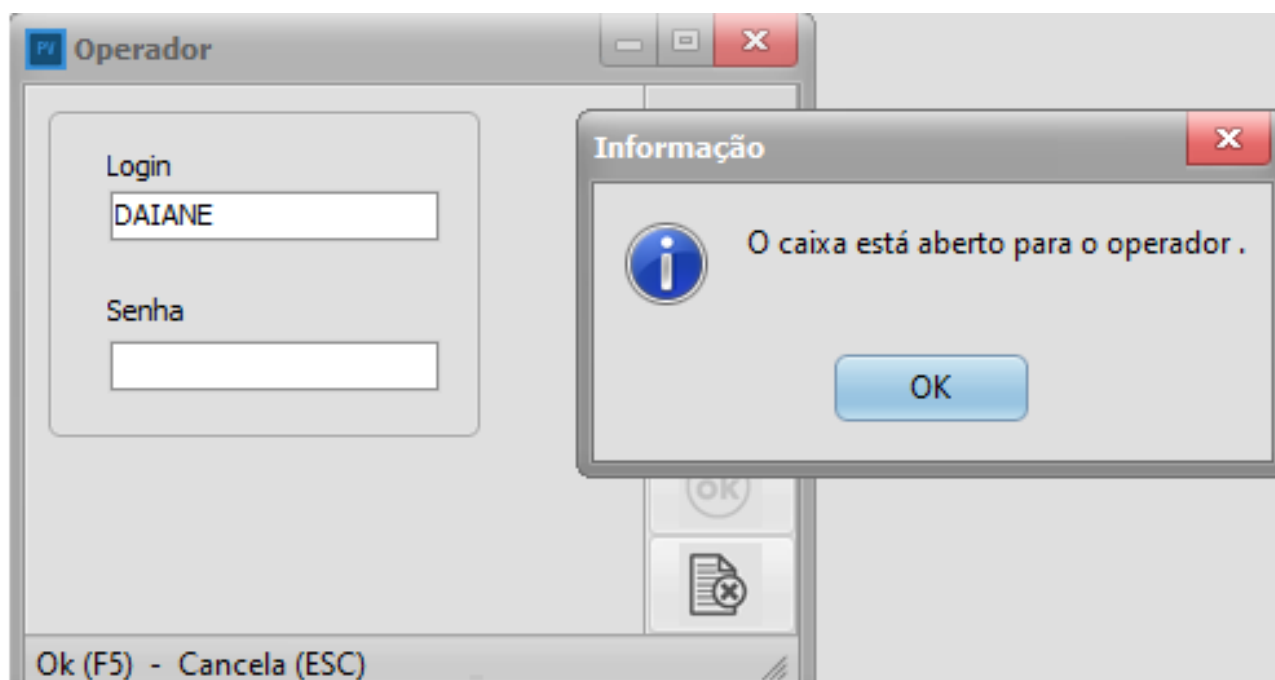 PV Operador
Login
DAIANE
Senha
Informação
O caixa está aberto para o operador .
OK
OK
Ok (F5) - Cancela (ESC)